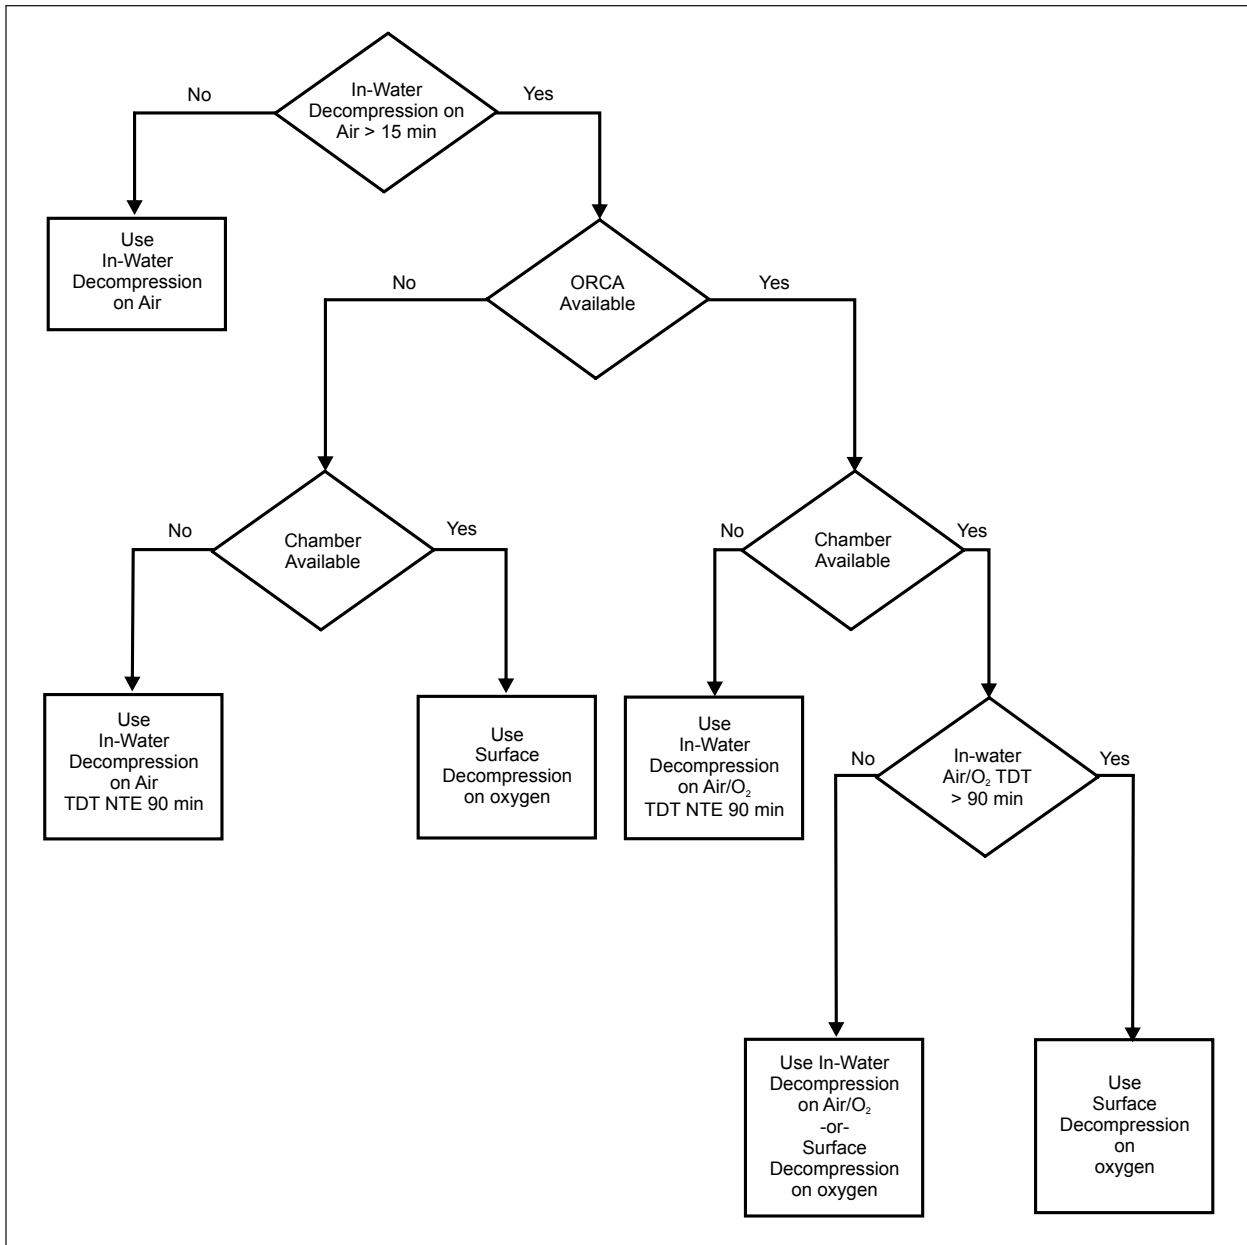 In-Water
Decompression on
Air > 15 min
No
Yes
Use
In-Water
Decompression
on Air
ORCA
Available
No
Yes
Chamber
Available
No
Yes
Chamber
Available
No
Yes
Use
In-Water
Decompression
on Air
TDT NTE 90 min
Use
Surface
Decompression
on oxygen
Use
In-Water
Decompression
on Air/O₂
TDT NTE 90 min
In-water
Air/O₂ TDT
> 90 min
No
Yes
Use In-Water
Decompression
on Air/O₂
-or-
Surface
Decompression
on oxygen
Use
Surface
Decompression
on
oxygen